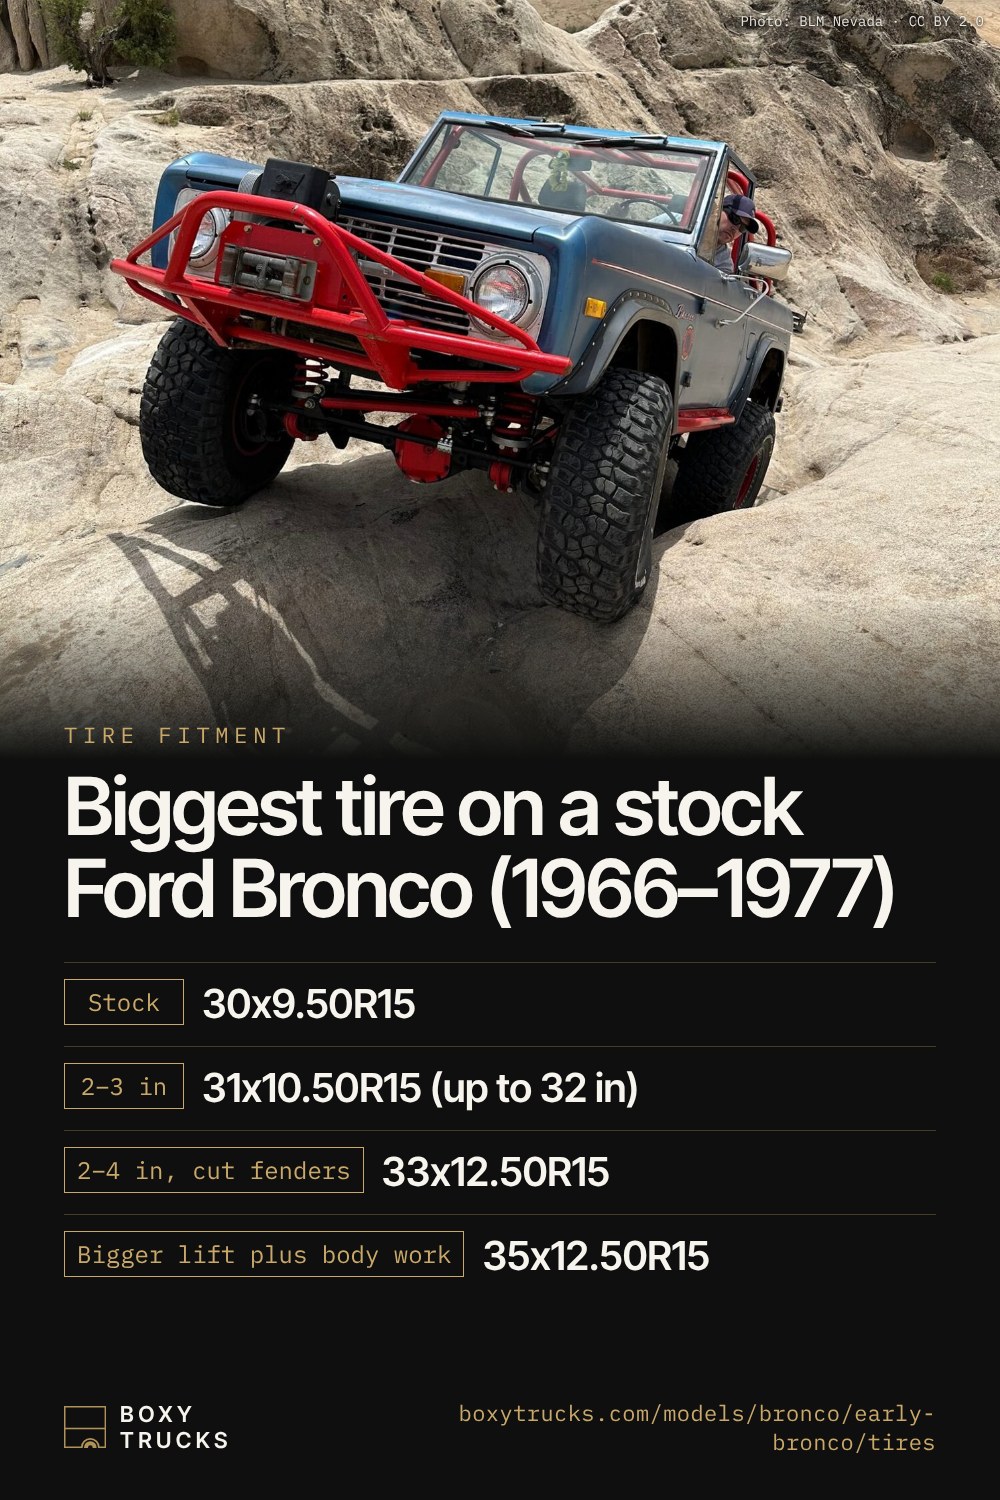 Photo: BLM Nevada · CC BY 2.0
TIRE FITMENT
Biggest tire on a stock
Ford Bronco (1966–1977)
Stock 30x9.50R15
2–3 in 31x10.50R15 (up to 32 in)
2–4 in, cut fenders 33x12.50R15
Bigger lift plus body work 35x12.50R15
BOXY
TRUCKS
boxytrucks.com/models/bronco/early-
bronco/tires